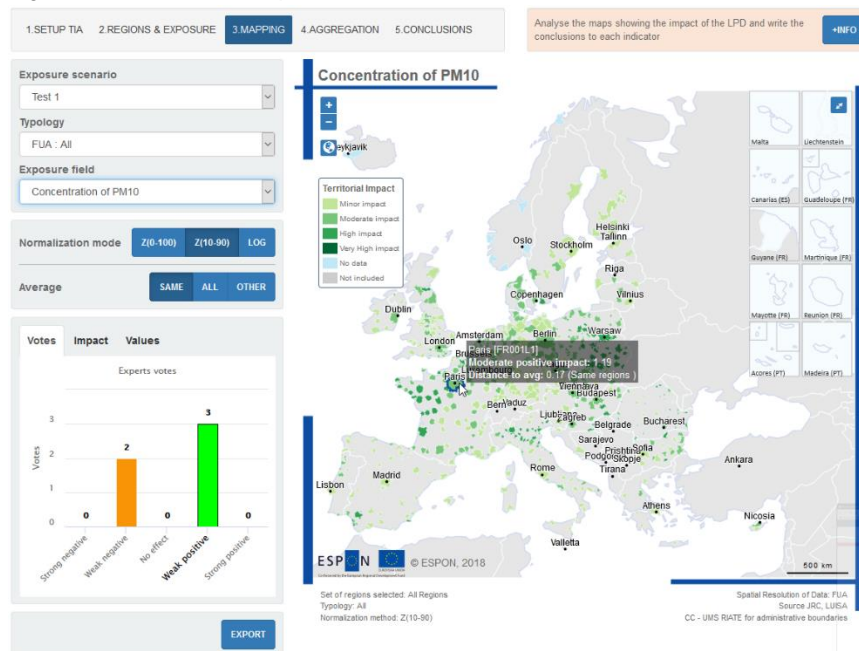 1.SETUP TIA 2.REGIONS & EXPOSURE 3.MAPPING 4.AGGREGATION 5.CONCLUSIONS
Analyse the maps showing the impact of the LPD and write the
conclusions to each indicator
+INFO
Exposure scenario
Test 1
Typology
FUA : All
Exposure field
Concentration of PM10
Normalization mode Z(0-100) Z(10-90) LOG
Average SAME ALL OTHER
Votes Impact Values
Experts votes
Votes
3
2
1
0
0
2
0
3
0
Strong negative
Weak negative
No effect
Weak positive
Strong positive
EXPORT
Concentration of PM10
+
−
eykjavik
Territorial Impact
Minor impact
Moderate impact
High impact
Very High impact
No data
Not included
Helsinki
Tallinn
Oslo
Stockholm
Riga
Copenhagen
Vilnius
Dublin
Amsterdam
Berlin
Warsaw
London
Paris [FR001L1]
Moderate positive impact: 1.19
Distance to avg: 0.17 (Same regions )
Paris
Budapest
Bern
Vaduz
Zagreb
Belgrade
Bucharest
Sarajevo
Sofia
Skopje
Tirana
Rome
Madrid
Lisbon
Ankara
Athens
Nicosia
Valletta
Malta
Liechtenstein
Canarias (ES)
Guadeloupe (FR)
Guyane (FR)
Martinique (FR)
Mayotte (FR)
Reunion (FR)
Acores (PT)
Madeira (PT)
ESPON
© ESPON, 2018
500 km
Set of regions selected: All Regions
Typology: All
Normalization method: Z(10-90)
Spatial Resolution of Data: FUA
Source JRC, LUISA
CC - UMS RIATE for administrative boundaries